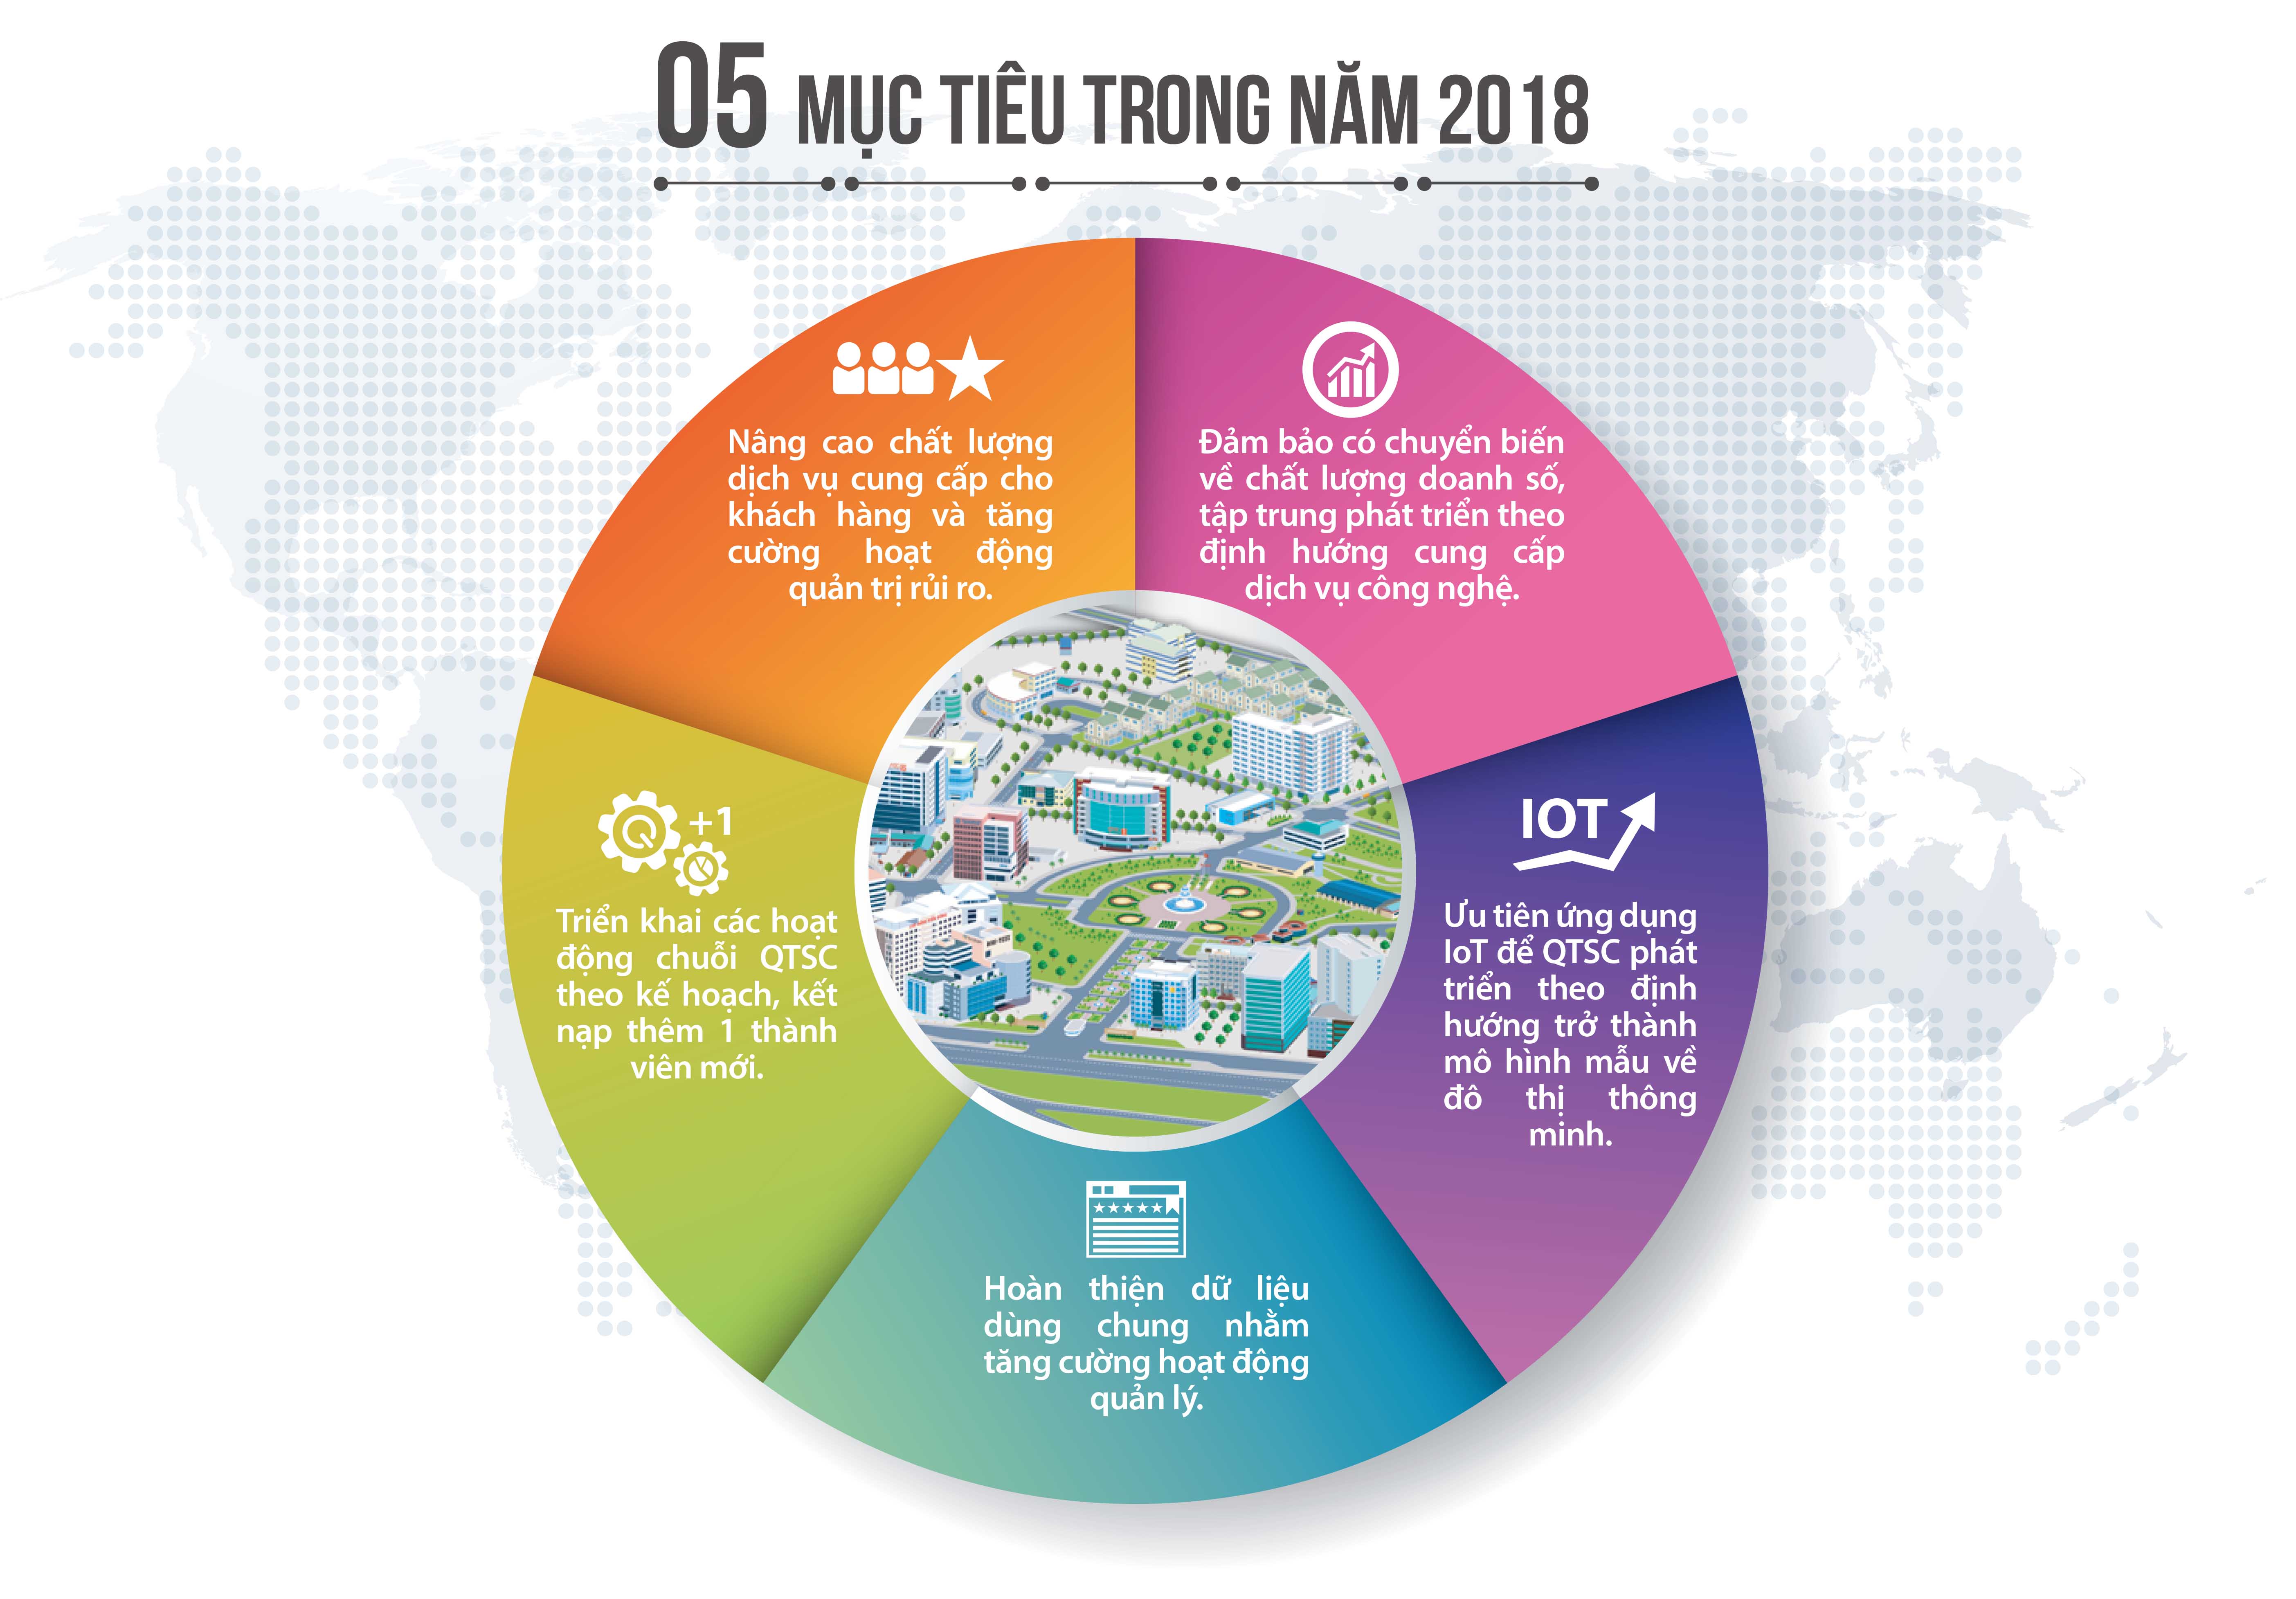 05 MỤC TIÊU TRONG NĂM 2018
Nâng cao chất lượng
dịch vụ cung cấp cho
khách hàng và tăng
cường hoạt động
quản trị rủi ro.
Đảm bảo có chuyển biến
về chất lượng doanh số,
tập trung phát triển theo
định hướng cung cấp
dịch vụ công nghệ.
IOT
Ưu tiên ứng dụng
IoT để QTSC phát
triển theo định
hướng trở thành
mô hình mẫu về
đô thị thông
minh.
Hoàn thiện dữ liệu
dùng chung nhằm
tăng cường hoạt động
quản lý.
+1
Triển khai các hoạt
động chuỗi QTSC
theo kế hoạch, kết
nạp thêm 1 thành
viên mới.